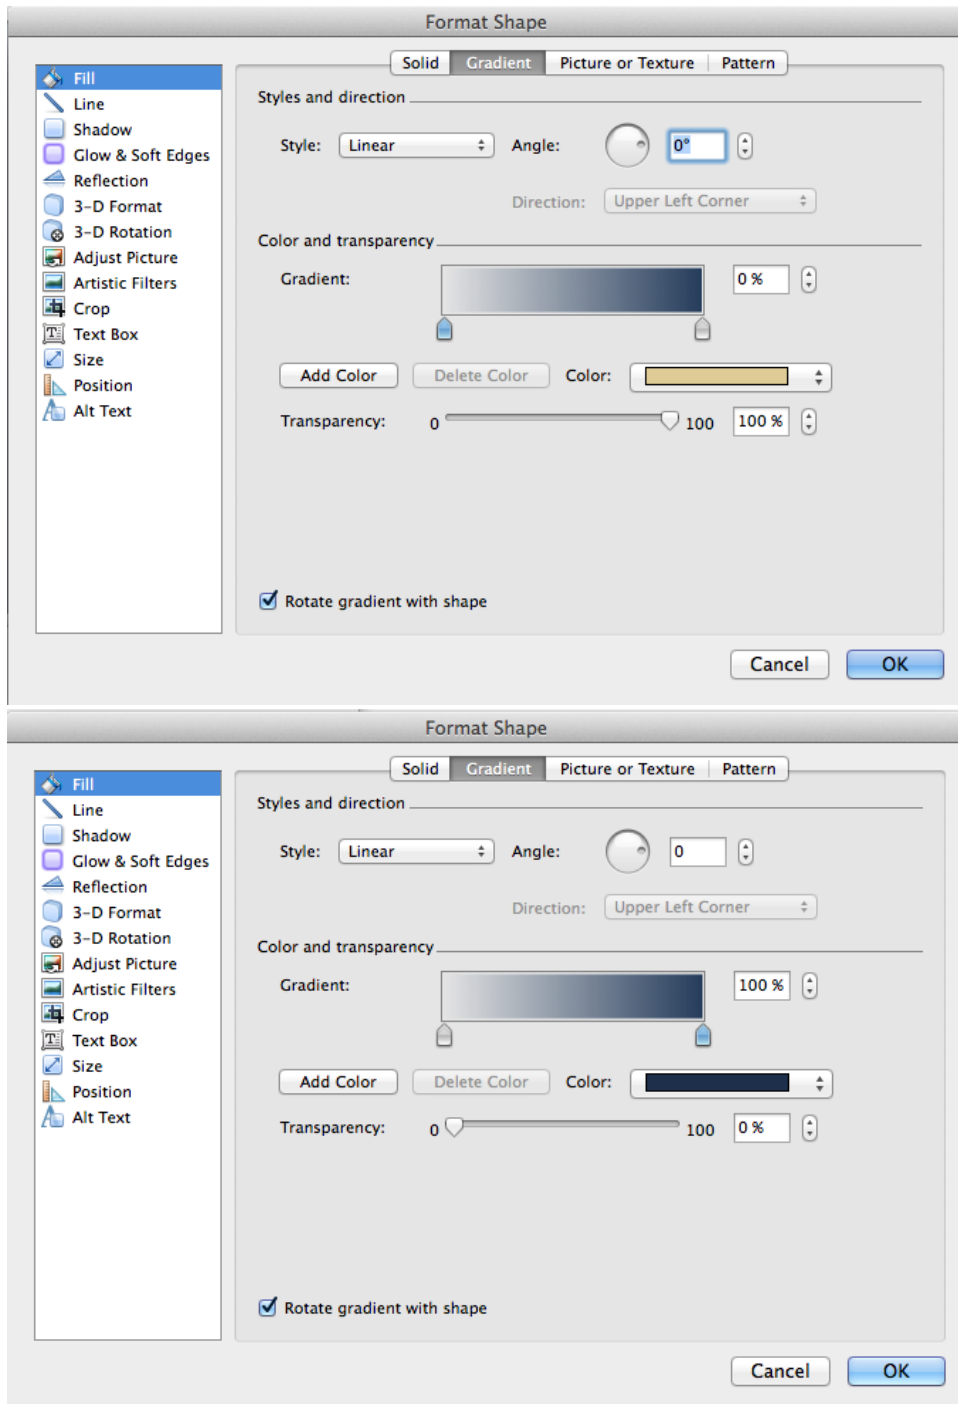 Format Shape
Solid Gradient Picture or Texture Pattern
Fill
Line
Shadow
Glow & Soft Edges
Reflection
3-D Format
3-D Rotation
Adjust Picture
Artistic Filters
Crop
Text Box
Size
Position
Alt Text
Styles and direction
Style: Linear Angle: 0°
Direction: Upper Left Corner
Color and transparency
Gradient: 0 %
Add Color Delete Color Color:
Transparency: 0 100 100 %
Rotate gradient with shape
Cancel OK
Format Shape
Solid Gradient Picture or Texture Pattern
Fill
Line
Shadow
Glow & Soft Edges
Reflection
3-D Format
3-D Rotation
Adjust Picture
Artistic Filters
Crop
Text Box
Size
Position
Alt Text
Styles and direction
Style: Linear Angle: 0
Direction: Upper Left Corner
Color and transparency
Gradient: 100 %
Add Color Delete Color Color:
Transparency: 0 100 0 %
Rotate gradient with shape
Cancel OK